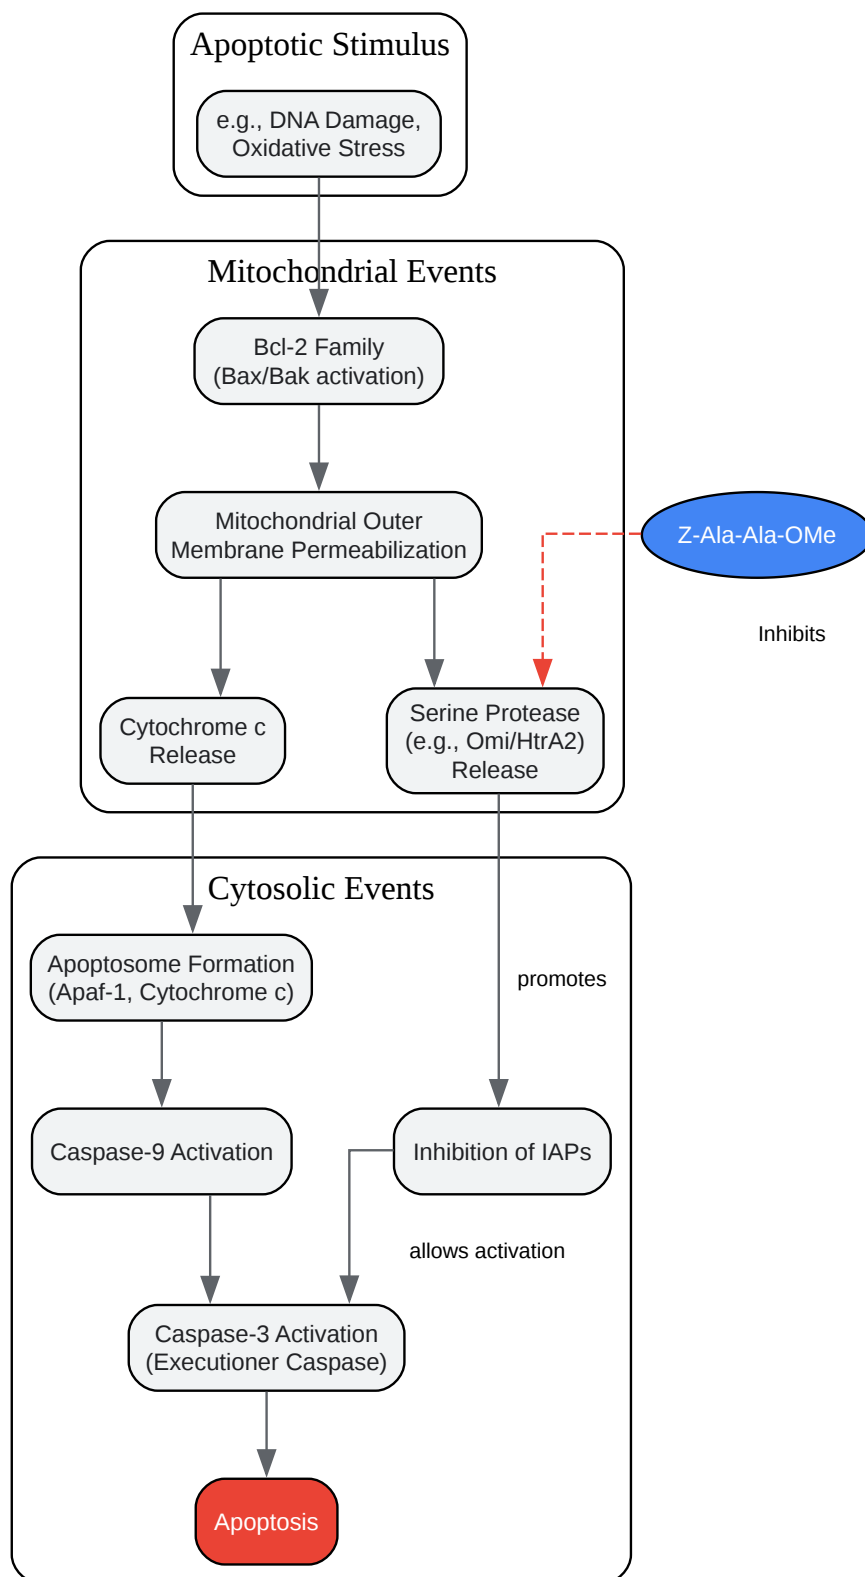 Apoptotic Stimulus
e.g., DNA Damage,
Oxidative Stress
Mitochondrial Events
Bcl-2 Family
(Bax/Bak activation)
Mitochondrial Outer
Membrane Permeabilization
Z-Ala-Ala-OMe
Inhibits
Cytochrome c
Release
Serine Protease
(e.g., Omi/HtrA2)
Release
Cytosolic Events
Apoptosome Formation
(Apaf-1, Cytochrome c)
promotes
Caspase-9 Activation
Inhibition of IAPs
allows activation
Caspase-3 Activation
(Executioner Caspase)
Apoptosis